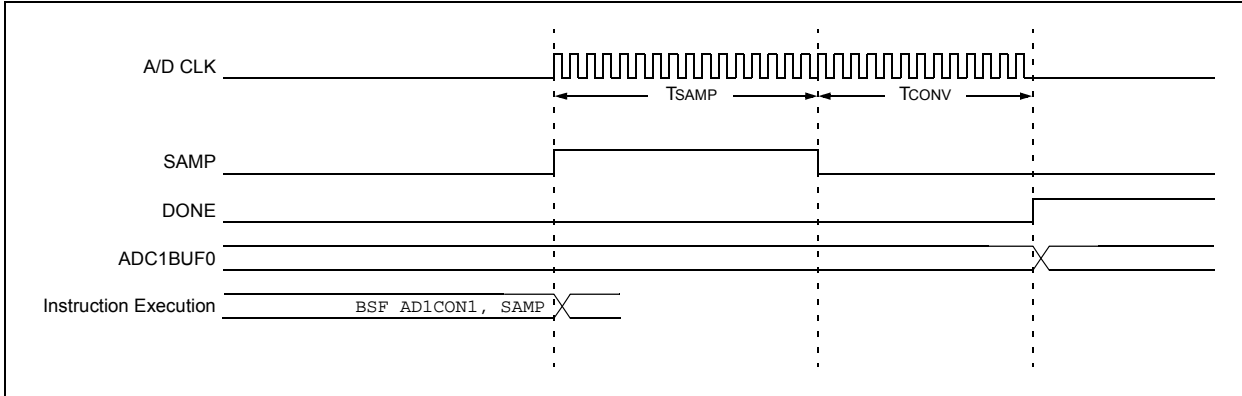 A/D CLK
TSAMP
TCONV
SAMP
DONE
ADC1BUF0
Instruction Execution
BSF AD1CON1, SAMP